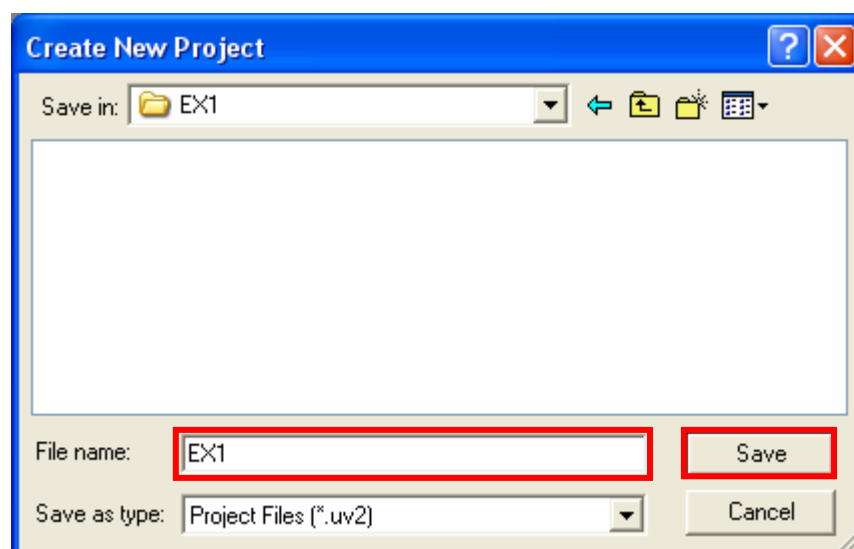 Create New Project
Save in: EX1
File name: EX1 Save
Save as type: Project Files (*.uv2) Cancel